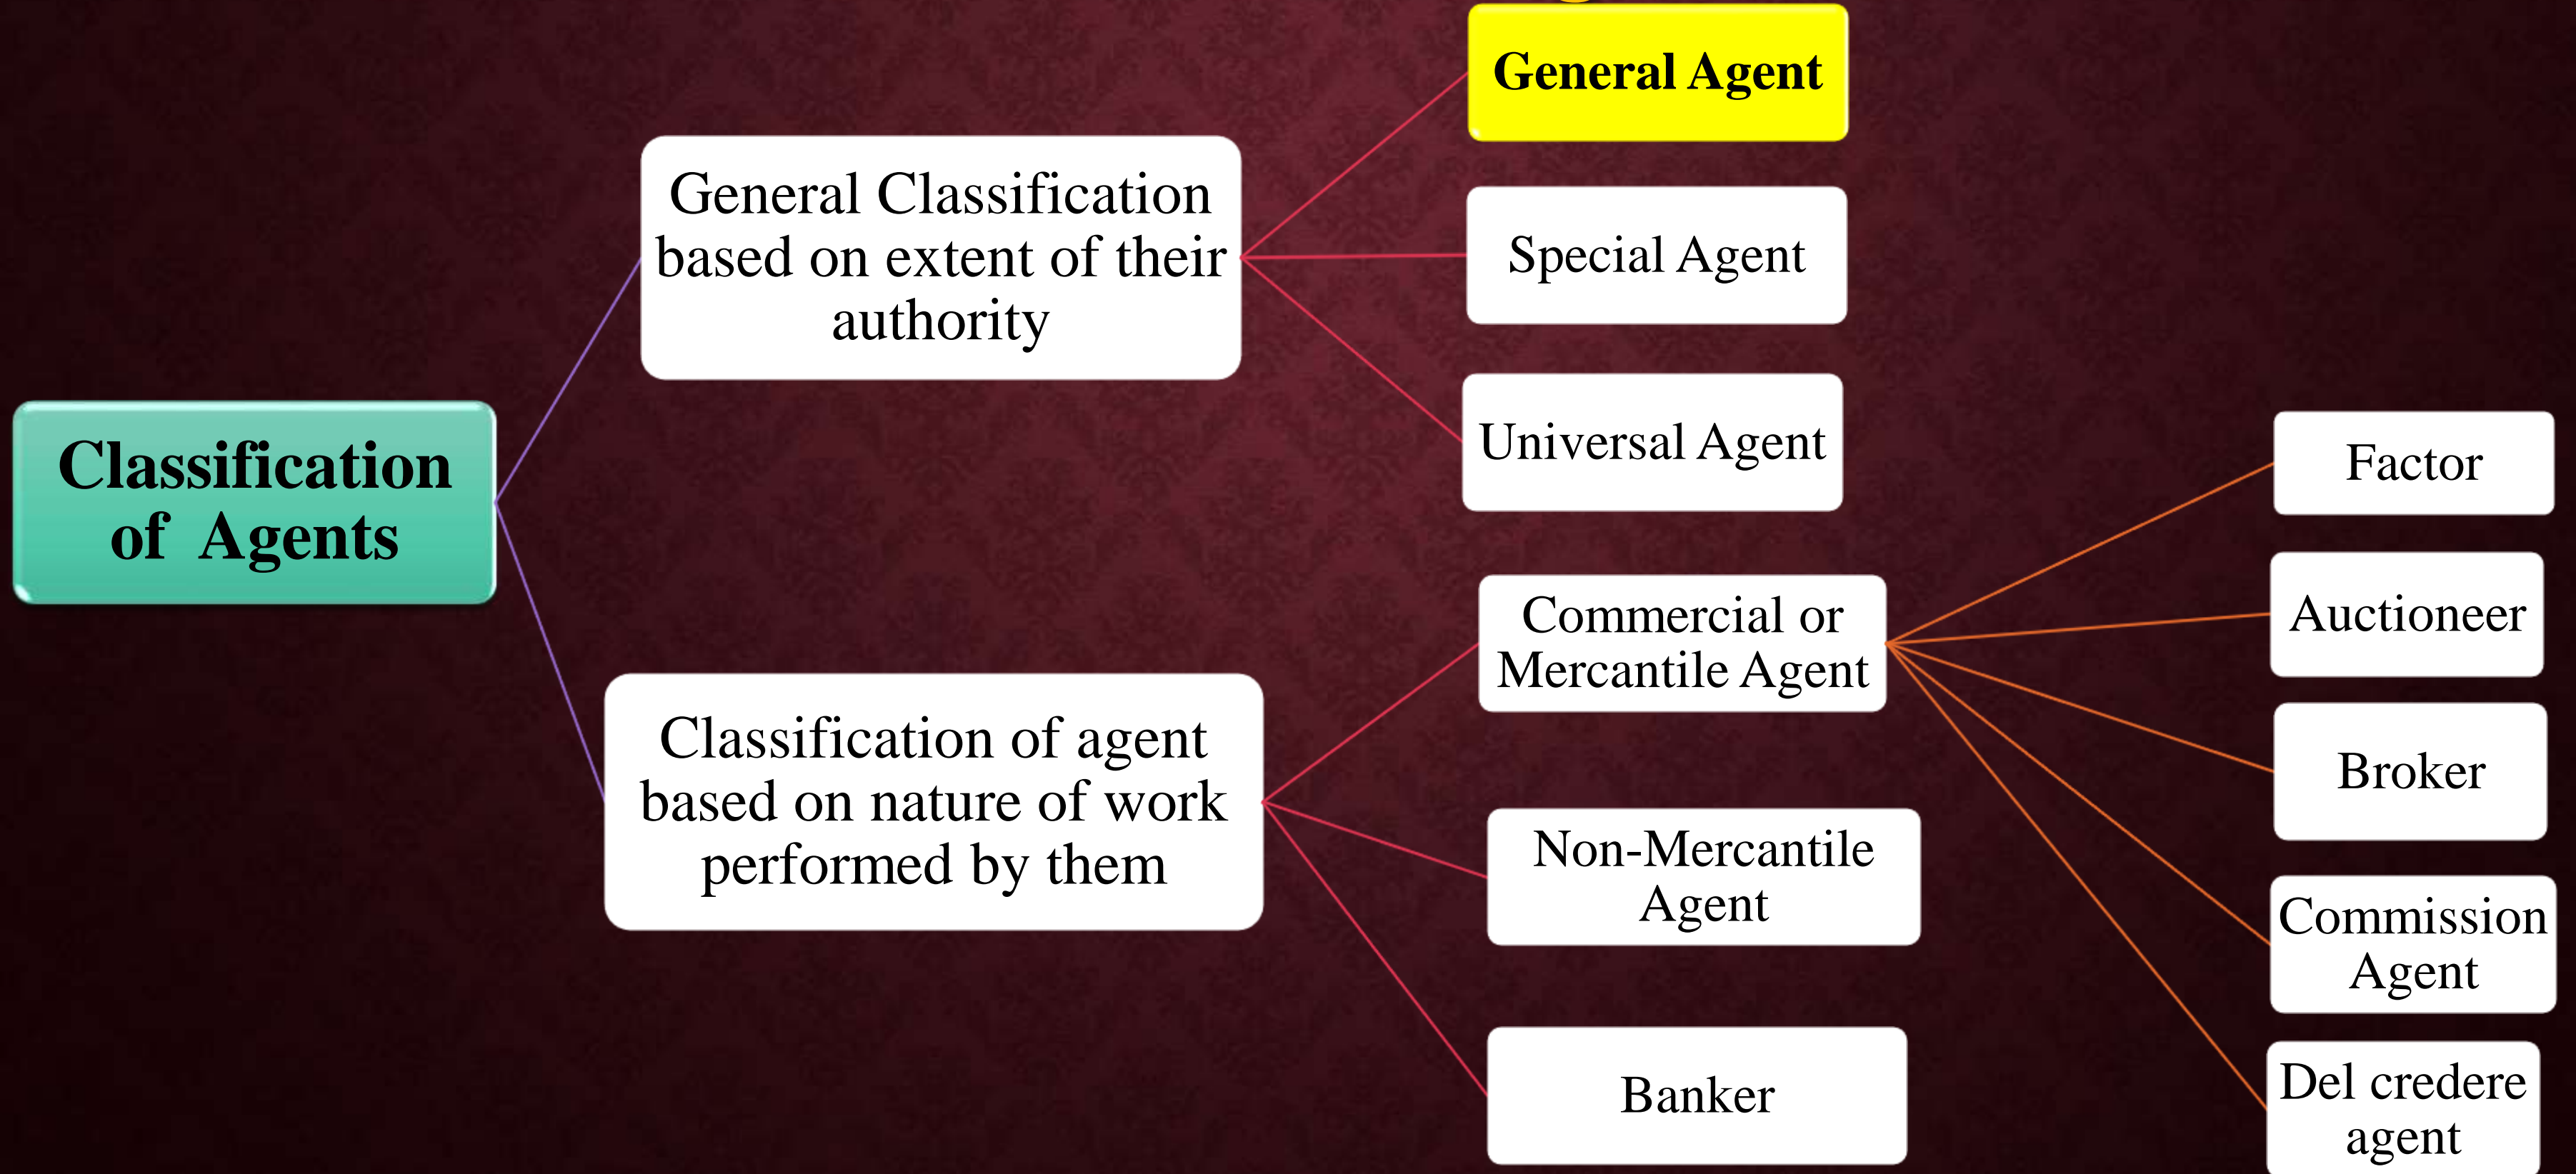 Classification
of Agents
General Classification
based on extent of their
authority
General Agent
Special Agent
Universal Agent
Classification of agent
based on nature of work
performed by them
Commercial or
Mercantile Agent
Factor
Auctioneer
Broker
Commission
Agent
Del credere
agent
Non-Mercantile
Agent
Banker